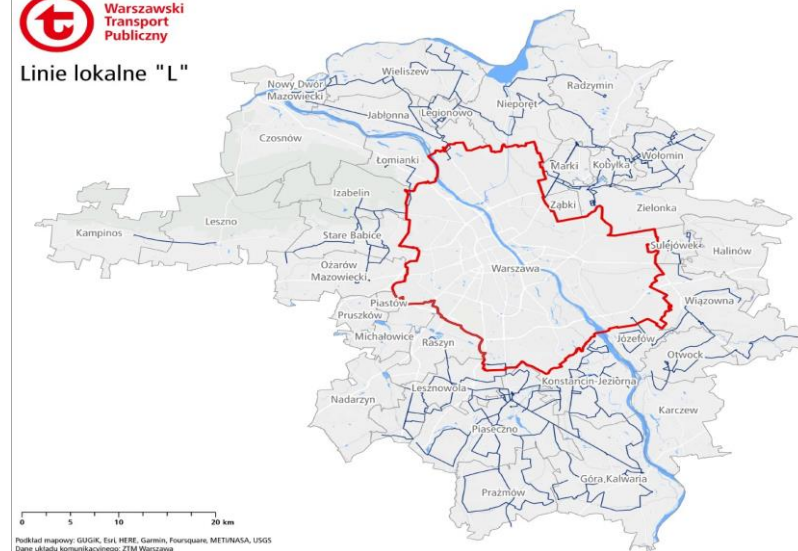 Warszawski
Transport
Publiczny
Linie lokalne "L"
Wieliszew
Nowy Dwór
Mazowiecki
Radzymin
Jabłonna
Legionowo
Nieporęt
Czosnów
Łomianki
Marki
Kobyłka
Wołomin
Izabelin
Ząbki
Zielonka
Kampinos
Leszno
Stare Babice
Sulejówek
Halinów
Ożarów
Mazowiecki
Warszawa
Wiązowna
Piastów
Pruszków
Michałowice
Raszyn
Józefów
Otwock
Lesznowola
Konstancin-Jeziorna
Nadarzyn
Karczew
Piaseczno
Góra Kalwaria
Prażmów
0 5 10 20 km
Podkład mapowy: GUGiK, Esri, HERE, Garmin, Foursquare, METI/NASA, USGS
Dane układu komunikacyjnego: ZTM Warszawa